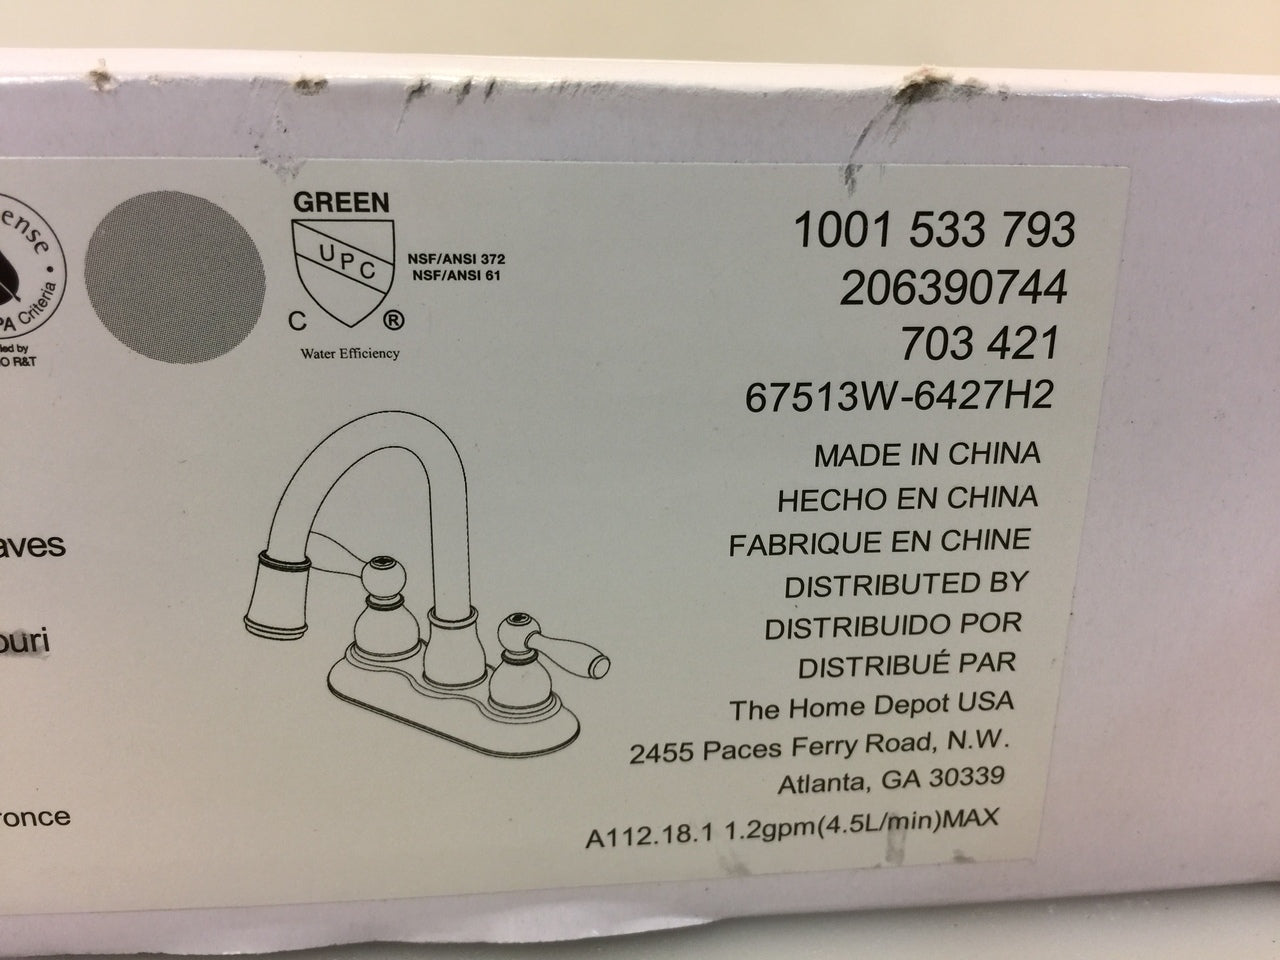 ense
PA Criteria
ied by
O R&T
GREEN
UPC
NSF/ANSI 372
NSF/ANSI 61
C ®
Water Efficiency
1001 533 793
206390744
703 421
67513W-6427H2
MADE IN CHINA
HECHO EN CHINA
FABRIQUE EN CHINE
DISTRIBUTED BY
DISTRIBUIDO POR
DISTRIBUÉ PAR
The Home Depot USA
2455 Paces Ferry Road, N.W.
Atlanta, GA 30339
A112.18.1 1.2gpm(4.5L/min)MAX
aves
ouri
ronce